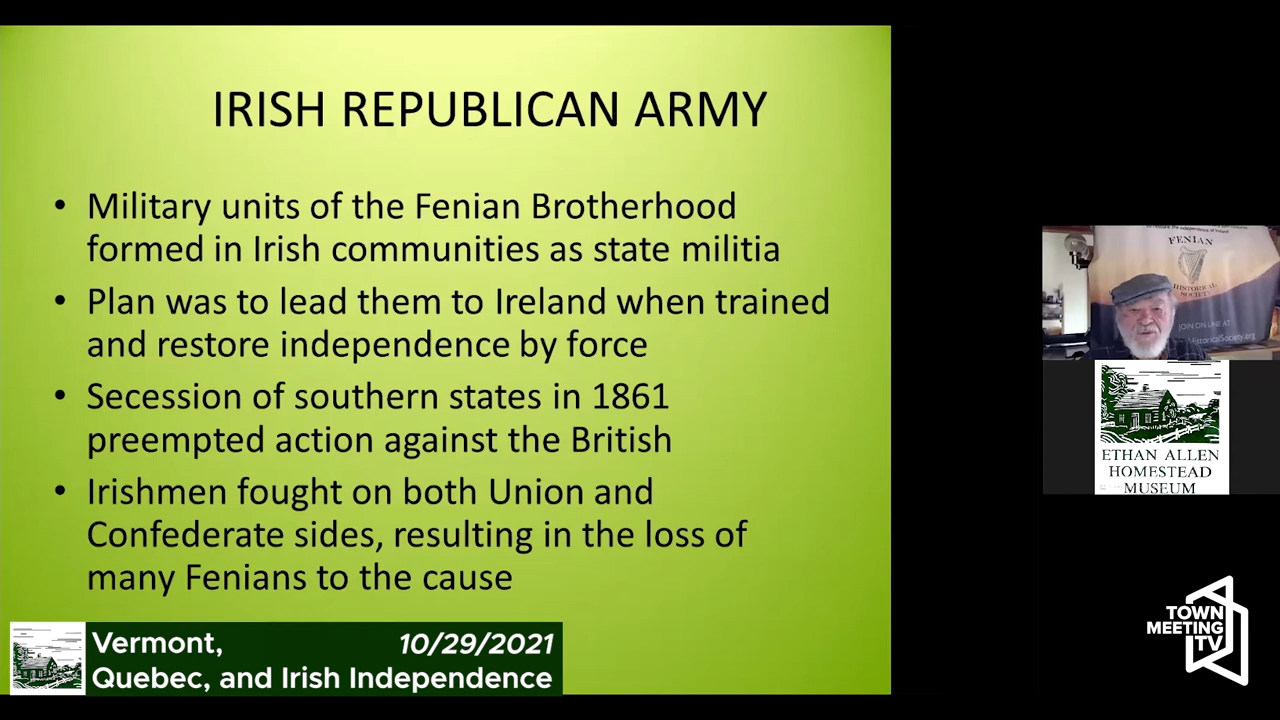 IRISH REPUBLICAN ARMY
• Military units of the Fenian Brotherhood
formed in Irish communities as state militia
• Plan was to lead them to Ireland when trained
and restore independence by force
• Secession of southern states in 1861
preempted action against the British
• Irishmen fought on both Union and
Confederate sides, resulting in the loss of
many Fenians to the cause
Vermont, 10/29/2021
Quebec, and Irish Independence
FENIAN
HISTORICAL
SOCIETY
JOIN ON LINE AT
HistoricalSociety.org
ETHAN ALLEN
HOMESTEAD
MUSEUM
TOWN
MEETING
TV